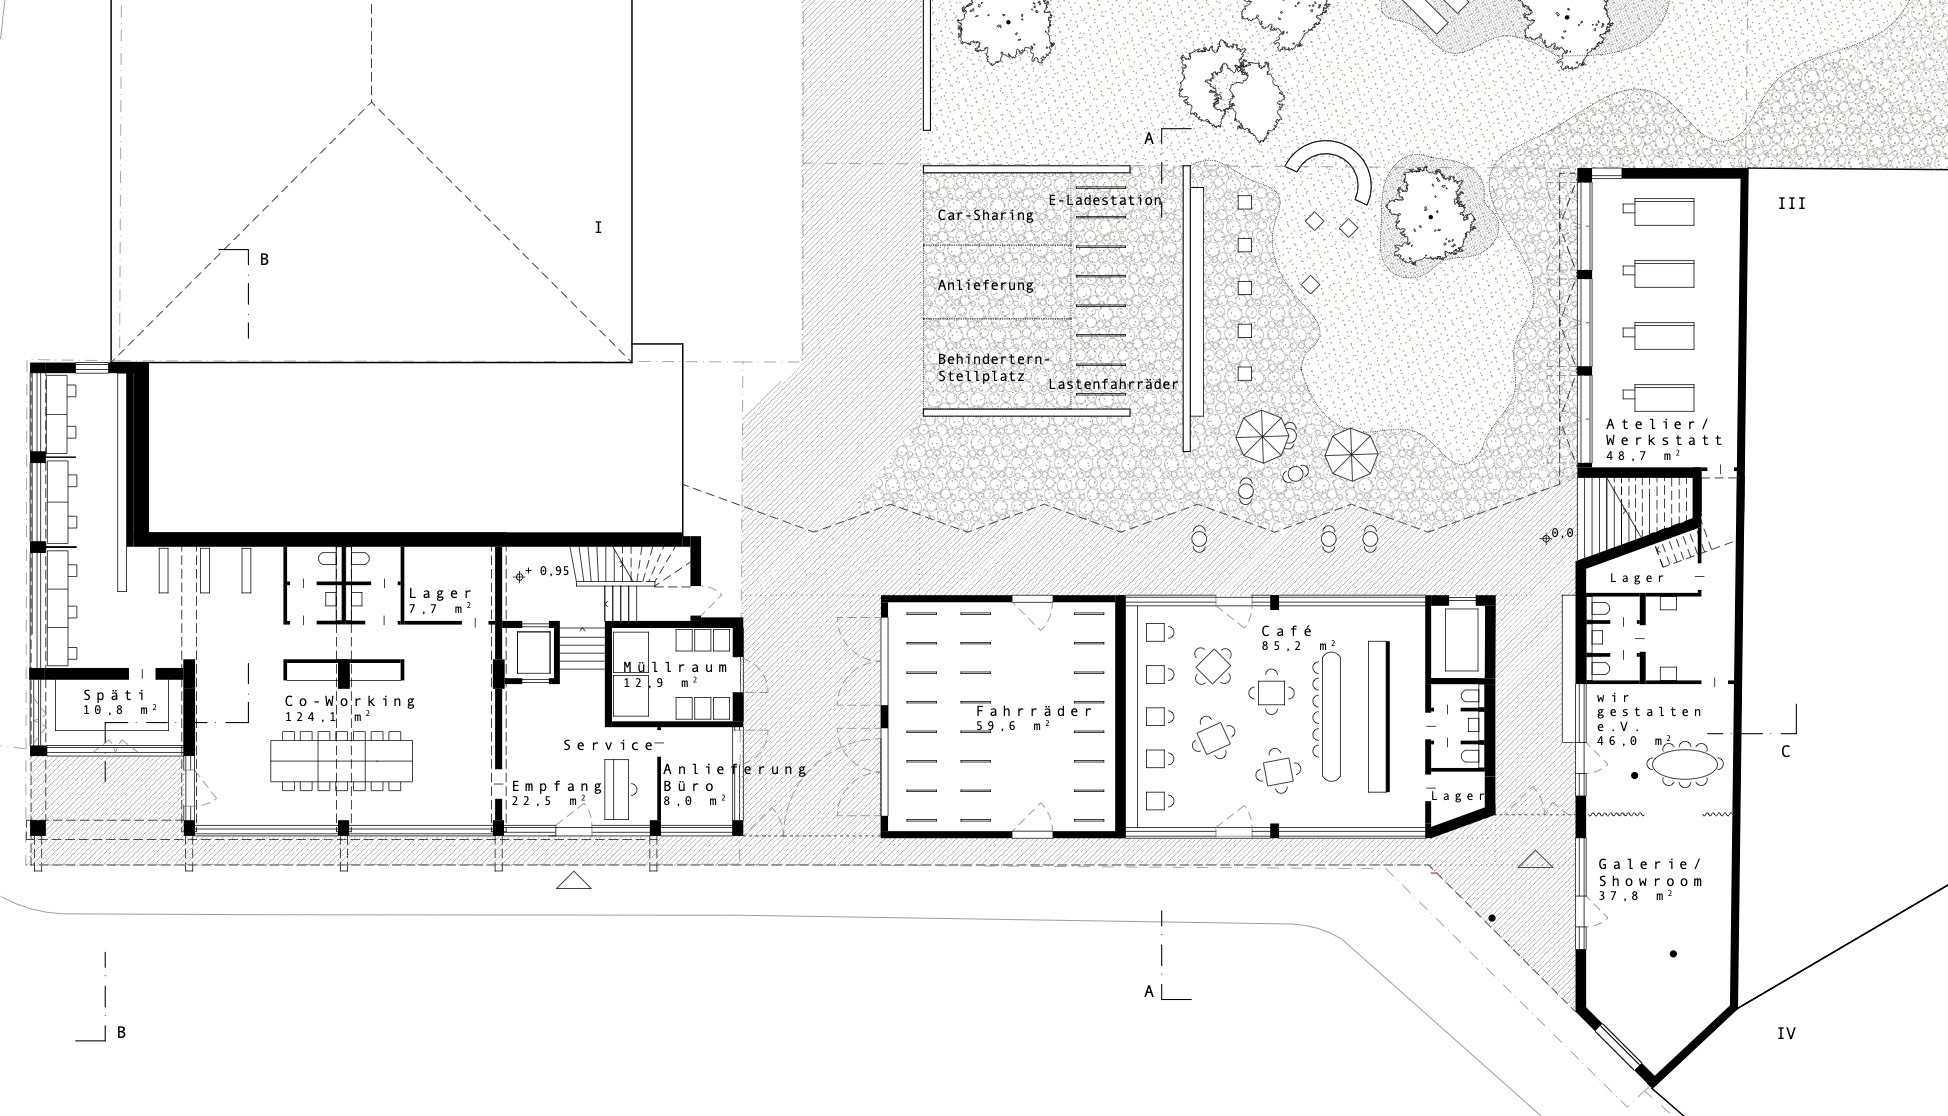 A
III
Car-Sharing
E-Ladestation
I
B
Anlieferung
Behindertern-
Stellplatz
Lastenfahrräder
Atelier/
Werkstatt
48,7 m²
0,0
+ 0,95
Lager
7,7 m²
Lager
Müllraum
12,9 m²
Café
85,2 m²
Späti
10,8 m²
Co-Working
124,1 m²
Fahrräder
59,6 m²
wir
gestalten
e.V.
46,0 m²
C
Service
Anlieferung
Büro
8,0 m²
Empfang
22,5 m²
Lager
Galerie/
Showroom
37,8 m²
A
B
IV